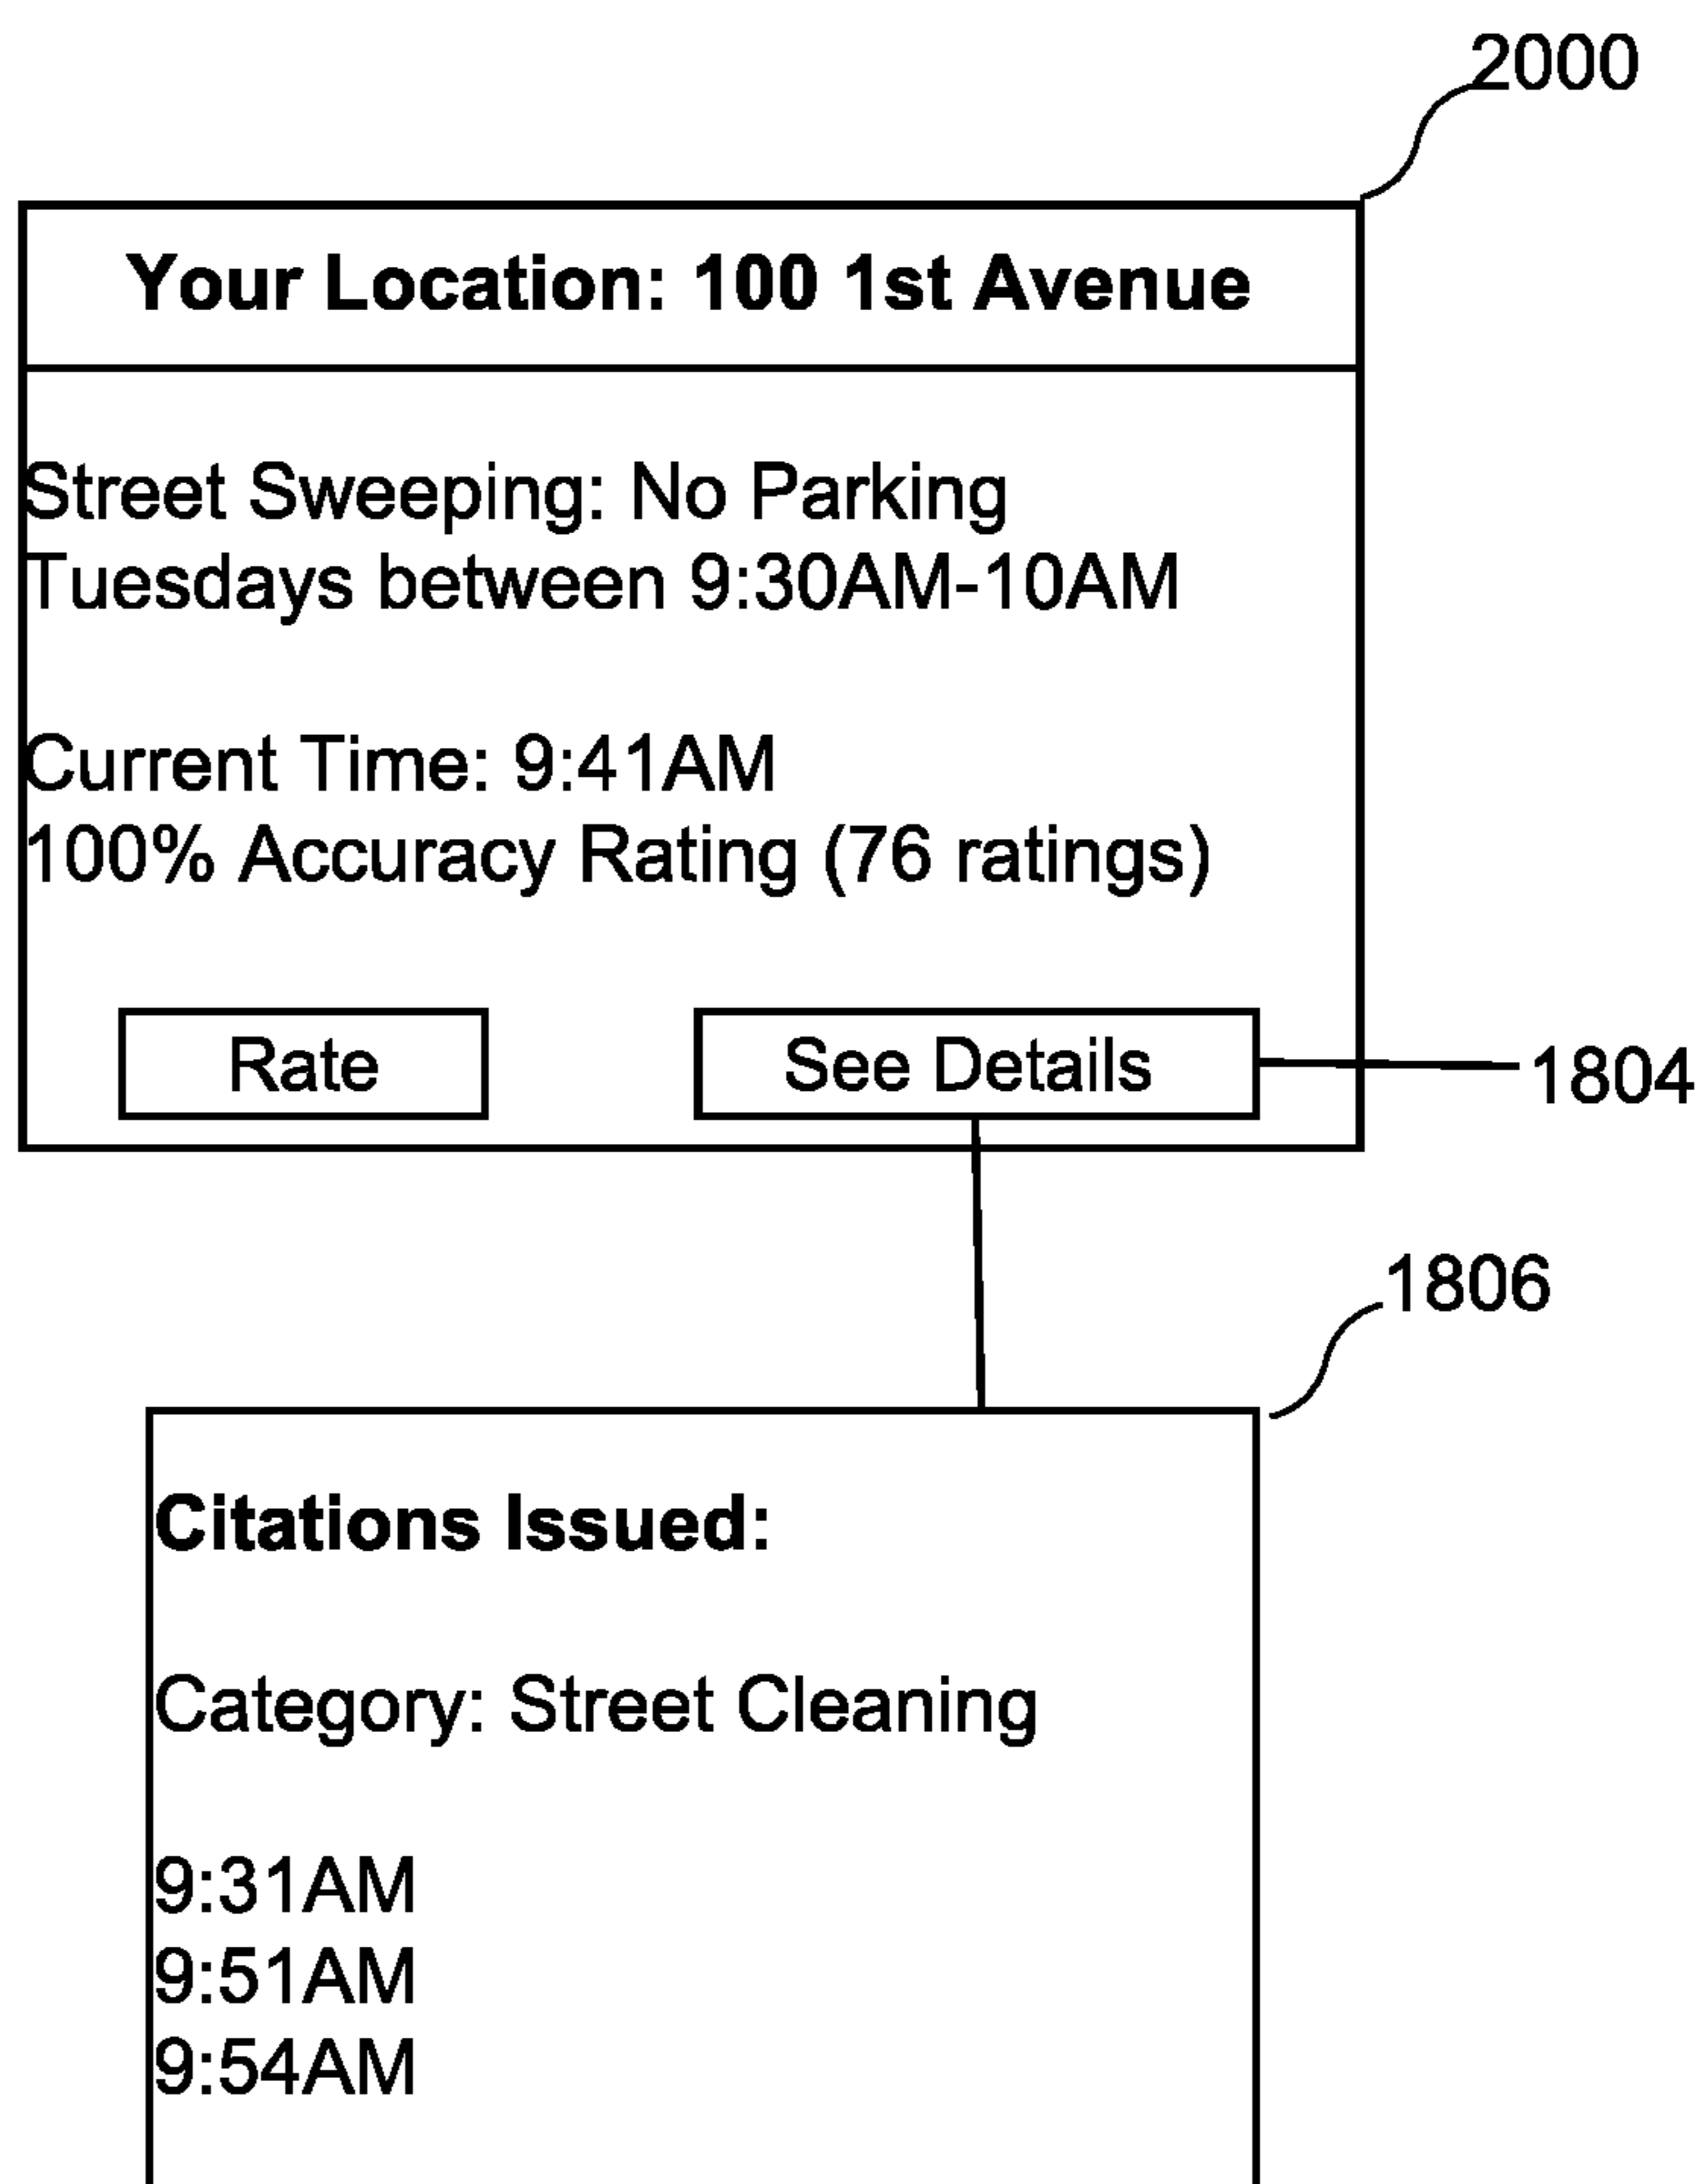 2000
Your Location: 100 1st Avenue
Street Sweeping: No Parking
Tuesdays between 9:30AM-10AM
Current Time: 9:41AM
100% Accuracy Rating (76 ratings)
Rate
See Details
1804
1806
Citations Issued:
Category: Street Cleaning
9:31AM
9:51AM
9:54AM